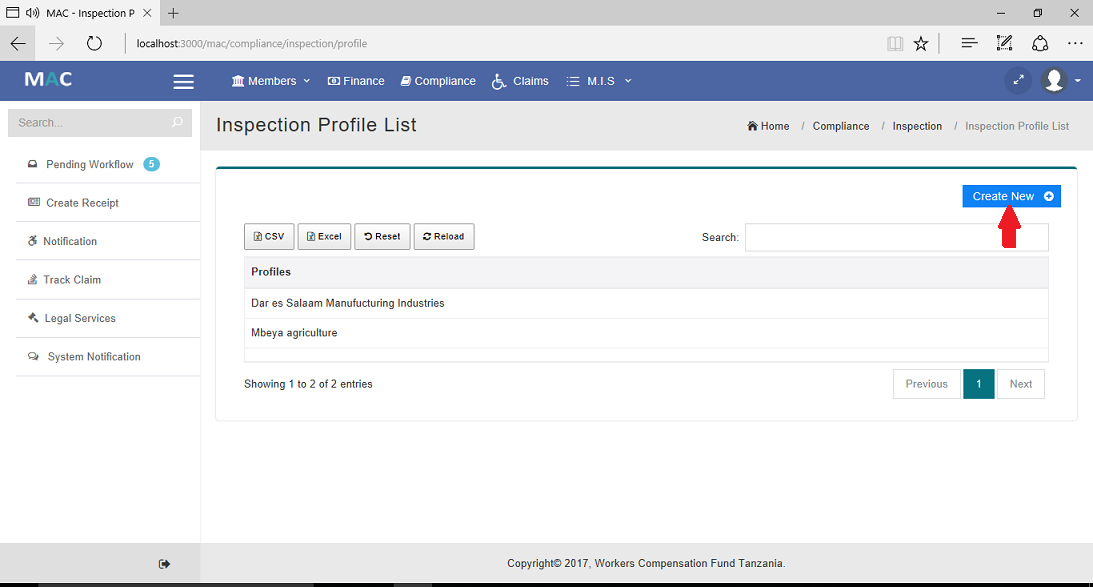 MAC - Inspection P
localhost:3000/mac/compliance/inspection/profile
MAC
Members
Finance
Compliance
Claims
M.I.S
Search...
Pending Workflow 5
Create Receipt
Notification
Track Claim
Legal Services
System Notification
Inspection Profile List
Home / Compliance / Inspection / Inspection Profile List
Create New
CSV Excel Reset Reload
Search:
Profiles
Dar es Salaam Manufucturing Industries
Mbeya agriculture
Showing 1 to 2 of 2 entries
Previous 1 Next
Copyright© 2017, Workers Compensation Fund Tanzania.